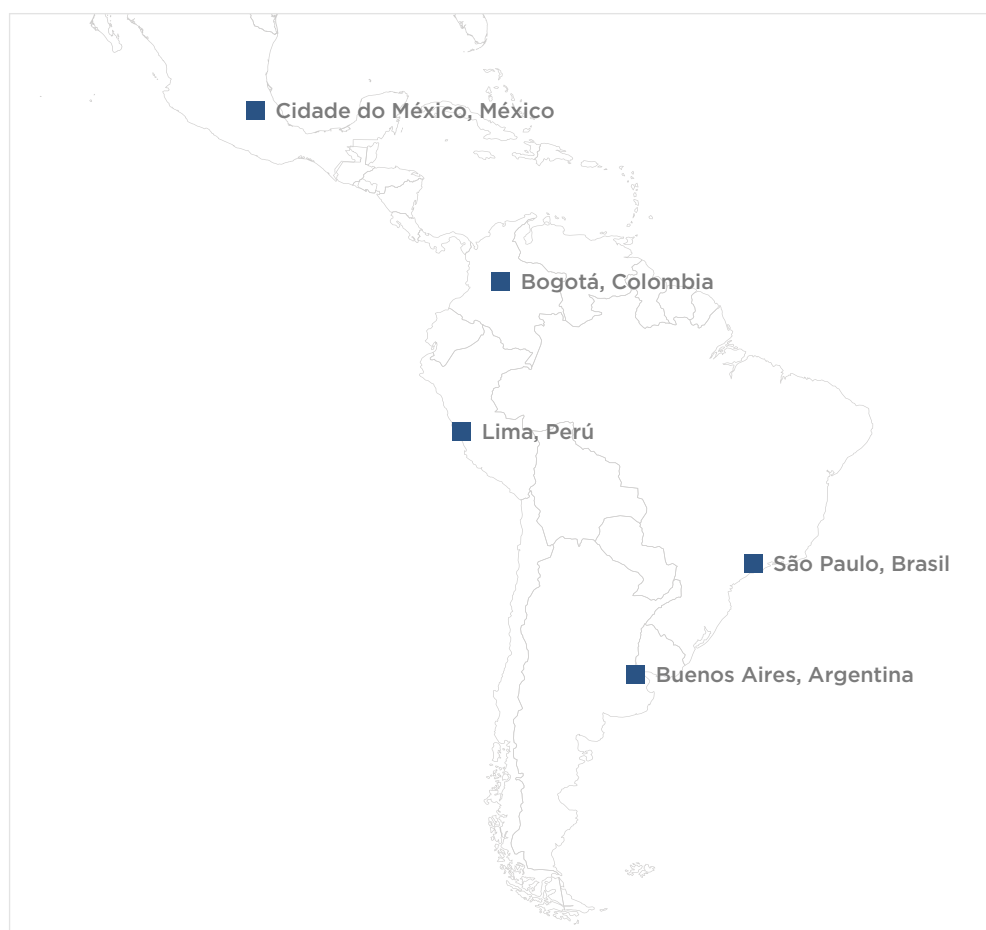 Cidade do México, México
Bogotá, Colombia
Lima, Perú
São Paulo, Brasil
Buenos Aires, Argentina